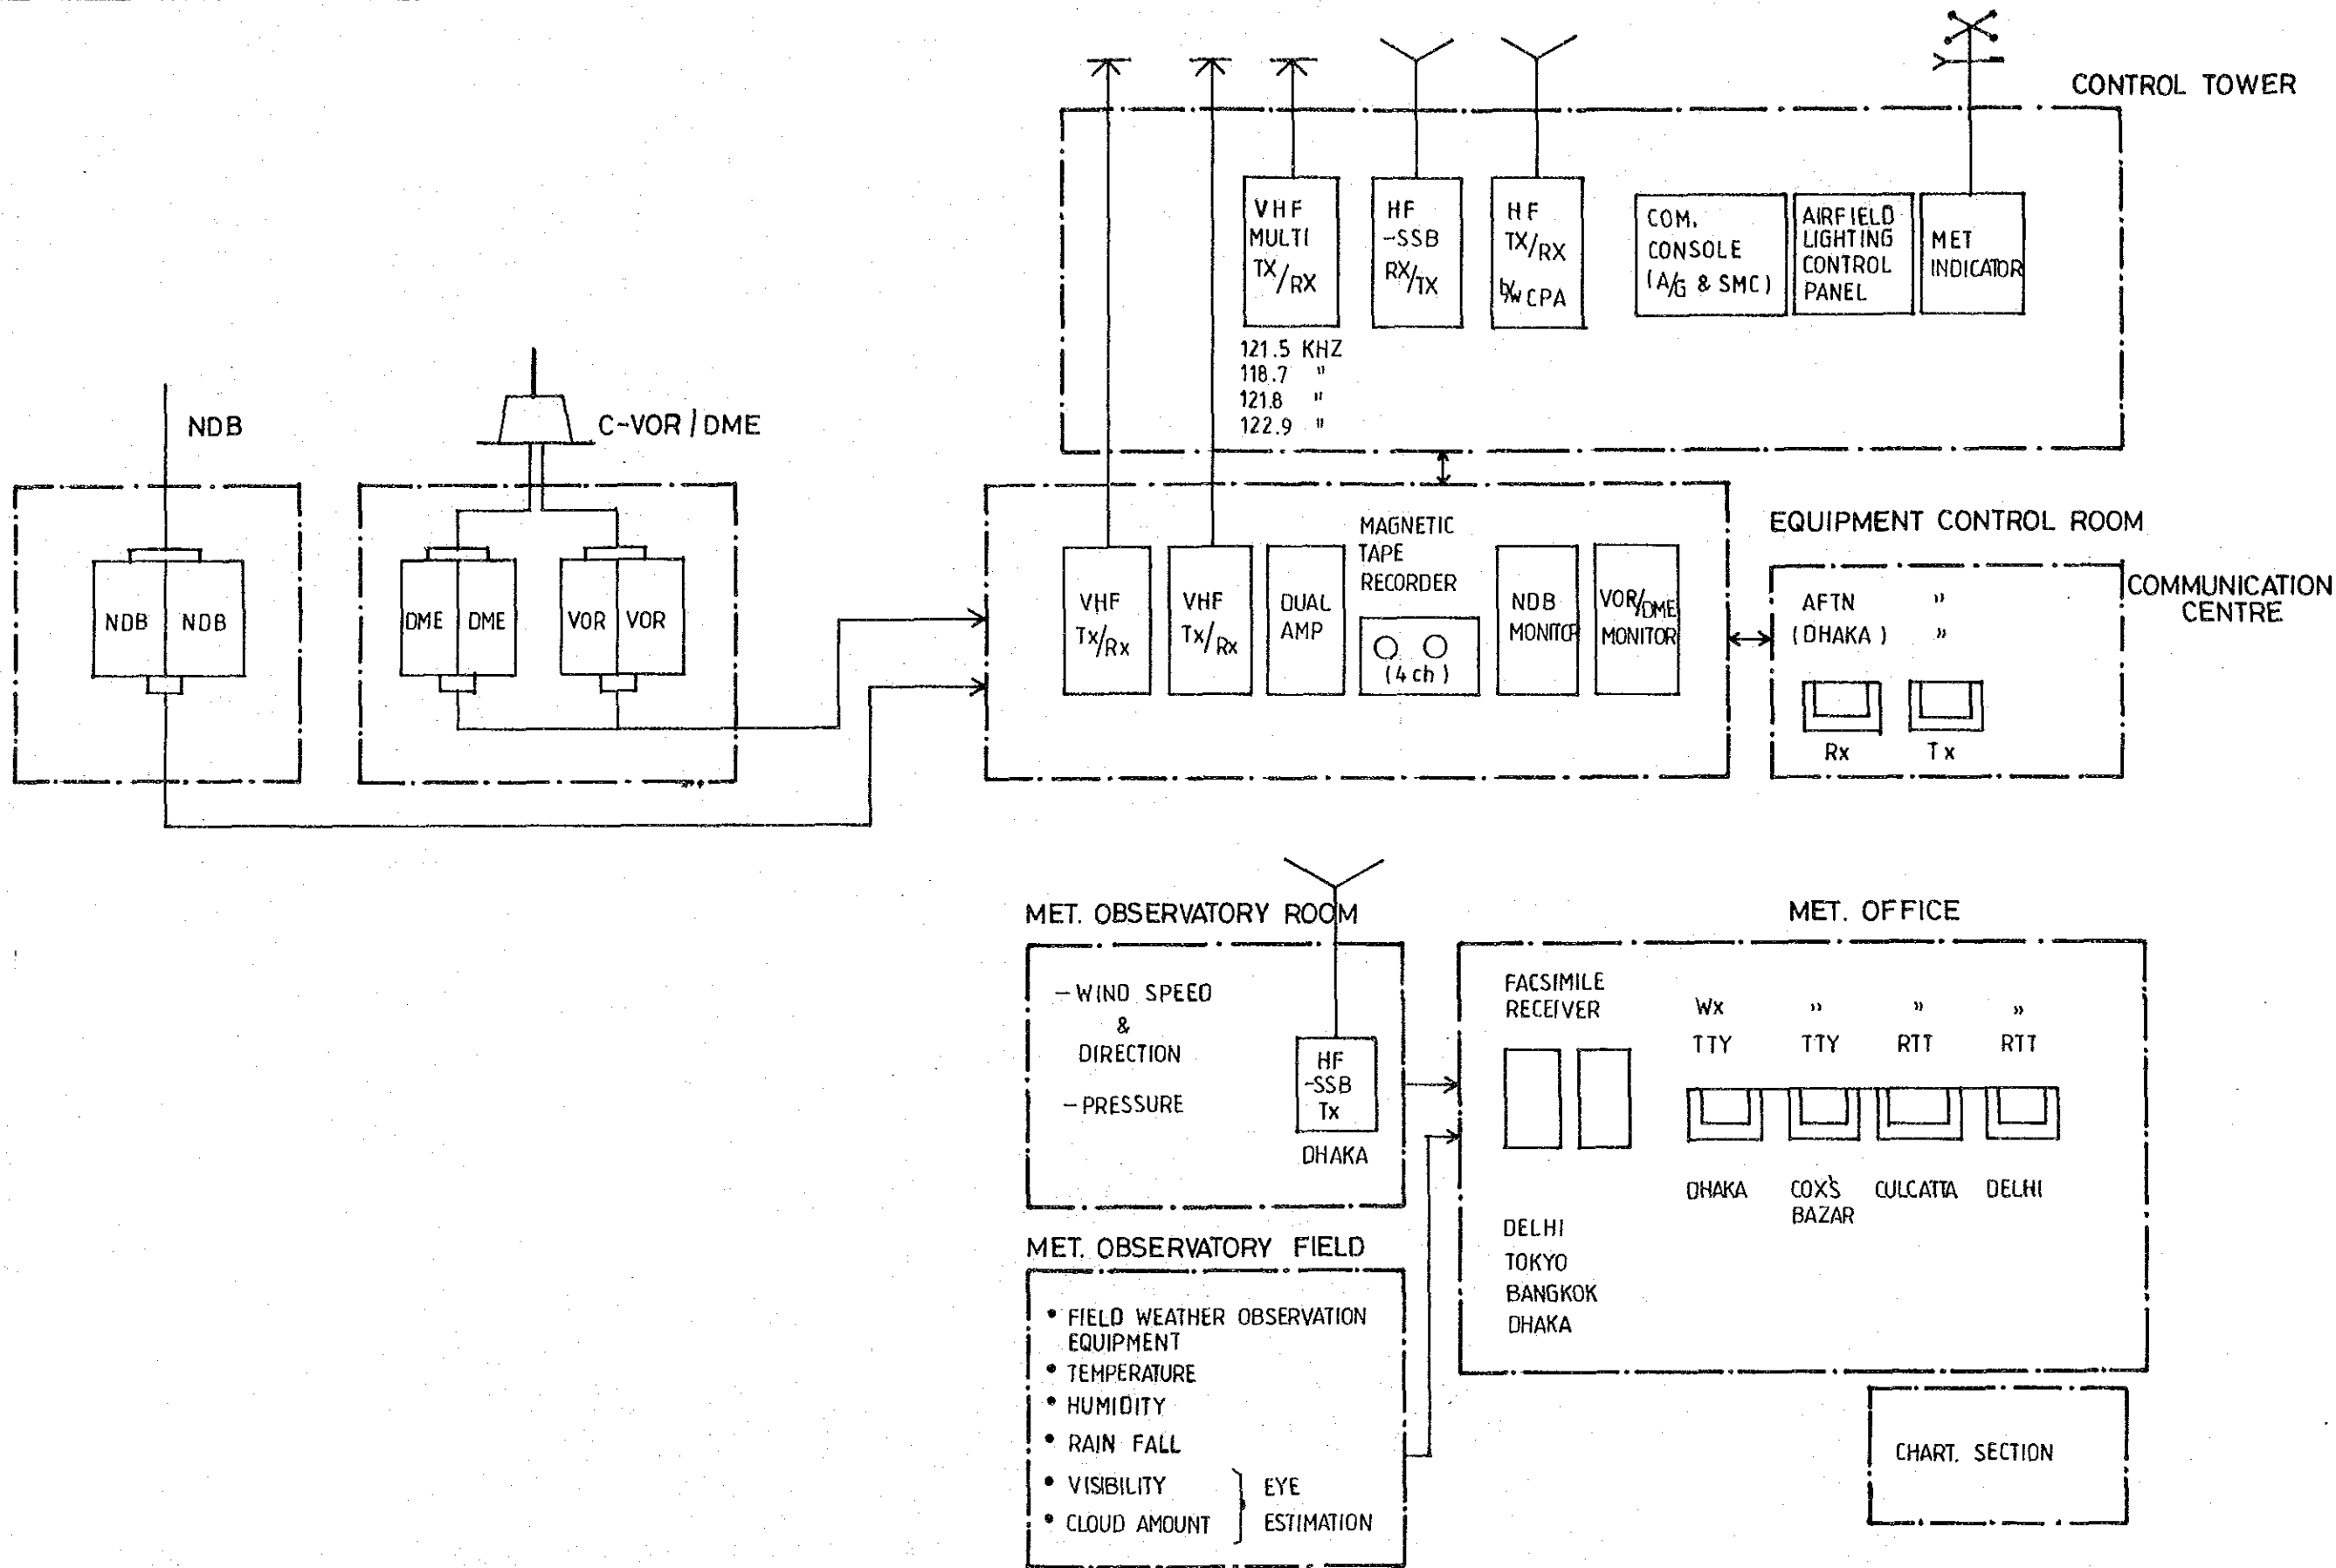 CONTROL TOWER
VHF
MULTI
TX/RX
121.5 KHZ
118.7 "
121.8 "
122.9 "
HF
-SSB
RX/TX
HF
TX/RX
b/w CPA
COM.
CONSOLE
(A/G & SMC)
AIRFIELD
LIGHTING
CONTROL
PANEL
MET
INDICATOR
NDB
NDB NDB
C-VOR/DME
DME DME
VOR VOR
EQUIPMENT CONTROL ROOM
VHF
Tx/Rx
VHF
Tx/Rx
DUAL
AMP
MAGNETIC
TAPE
RECORDER
(4 ch)
NDB
MONITOR
VOR/DME
MONITOR
COMMUNICATION
CENTRE
AFTN "
(DHAKA) "
Rx Tx
MET. OBSERVATORY ROOM
- WIND SPEED
&
DIRECTION
- PRESSURE
HF
-SSB
Tx
DHAKA
MET. OFFICE
FACSIMILE
RECEIVER
DELHI
TOKYO
BANGKOK
DHAKA
Wx " " "
TTY TTY RTT RTT
DHAKA COX'S CULCATTA DELHI
BAZAR
MET. OBSERVATORY FIELD
• FIELD WEATHER OBSERVATION
EQUIPMENT
• TEMPERATURE
• HUMIDITY
• RAIN FALL
• VISIBILITY } EYE
• CLOUD AMOUNT } ESTIMATION
CHART. SECTION